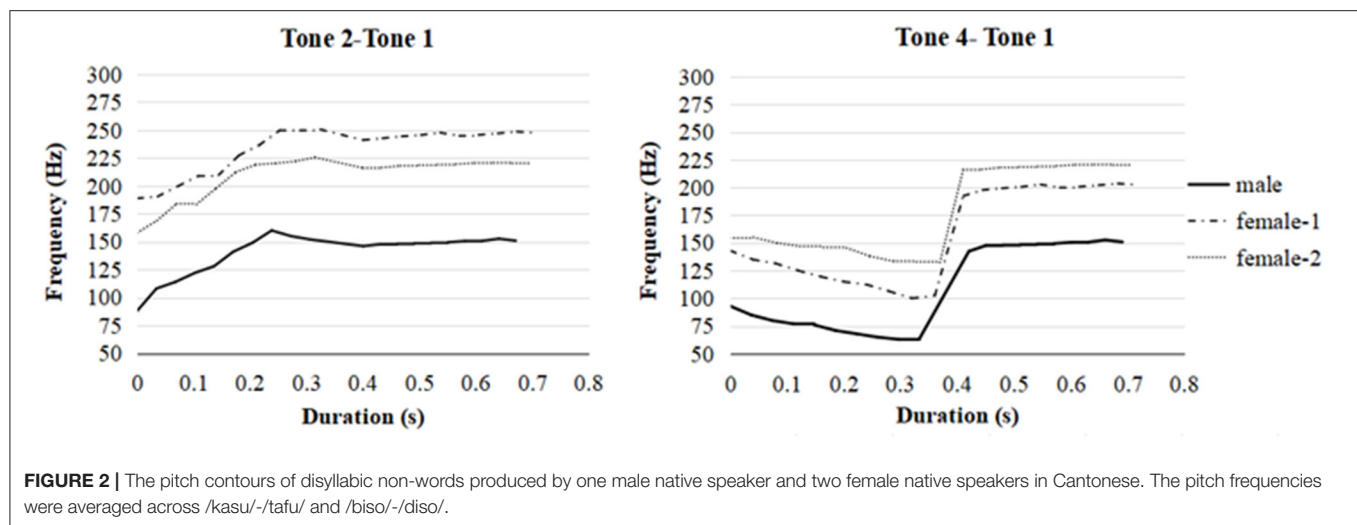 Tone 2-Tone 1
300
275
250
225
200
175
150
125
100
75
50
Frequency (Hz)
0 0.1 0.2 0.3 0.4 0.5 0.6 0.7 0.8
Duration (s)
Tone 4- Tone 1
300
275
250
225
200
175
150
125
100
75
50
Frequency (Hz)
0 0.1 0.2 0.3 0.4 0.5 0.6 0.7 0.8
Duration (s)
male
female-1
female-2
FIGURE 2 | The pitch contours of disyllabic non-words produced by one male native speaker and two female native speakers in Cantonese. The pitch frequencies
were averaged across /kasu/-/tafu/ and /biso/-/diso/.